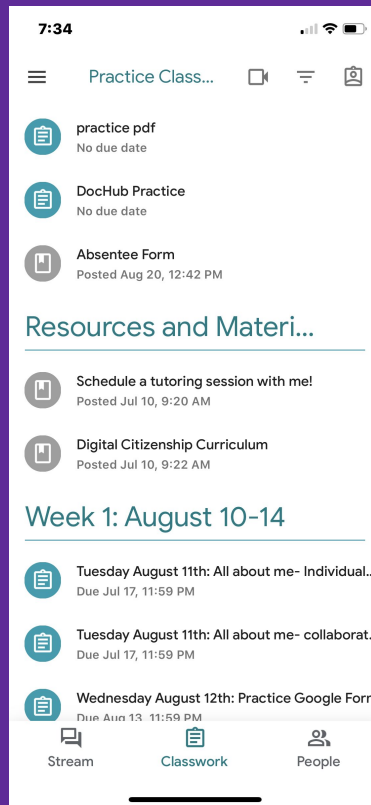 7:34
Practice Class...
practice pdf
No due date
DocHub Practice
No due date
Absentee Form
Posted Aug 20, 12:42 PM
Resources and Materi...
Schedule a tutoring session with me!
Posted Jul 10, 9:20 AM
Digital Citizenship Curriculum
Posted Jul 10, 9:22 AM
Week 1: August 10-14
Tuesday August 11th: All about me- Individual..
Due Jul 17, 11:59 PM
Tuesday August 11th: All about me- collaborat.
Due Jul 17, 11:59 PM
Wednesday August 12th: Practice Google For
Due Aug 13, 11:59 PM
Stream
Classwork
People